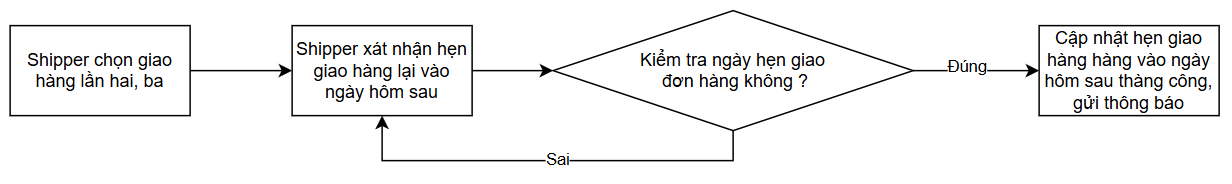 Shipper chọn giao
hàng lần hai, ba
Shipper xát nhận hẹn
giao hàng lại vào
ngày hôm sau
Kiểm tra ngày hẹn giao
đơn hàng không ?
Đúng
Cập nhật hẹn giao
hàng hàng vào ngày
hôm sau thàng công,
gửi thông báo
Sai